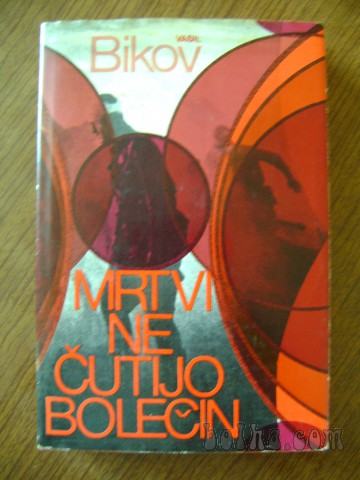 VASIL
Bikov
MRTVI
NE
ČUTIJO
BOLEČIN
bolha.com